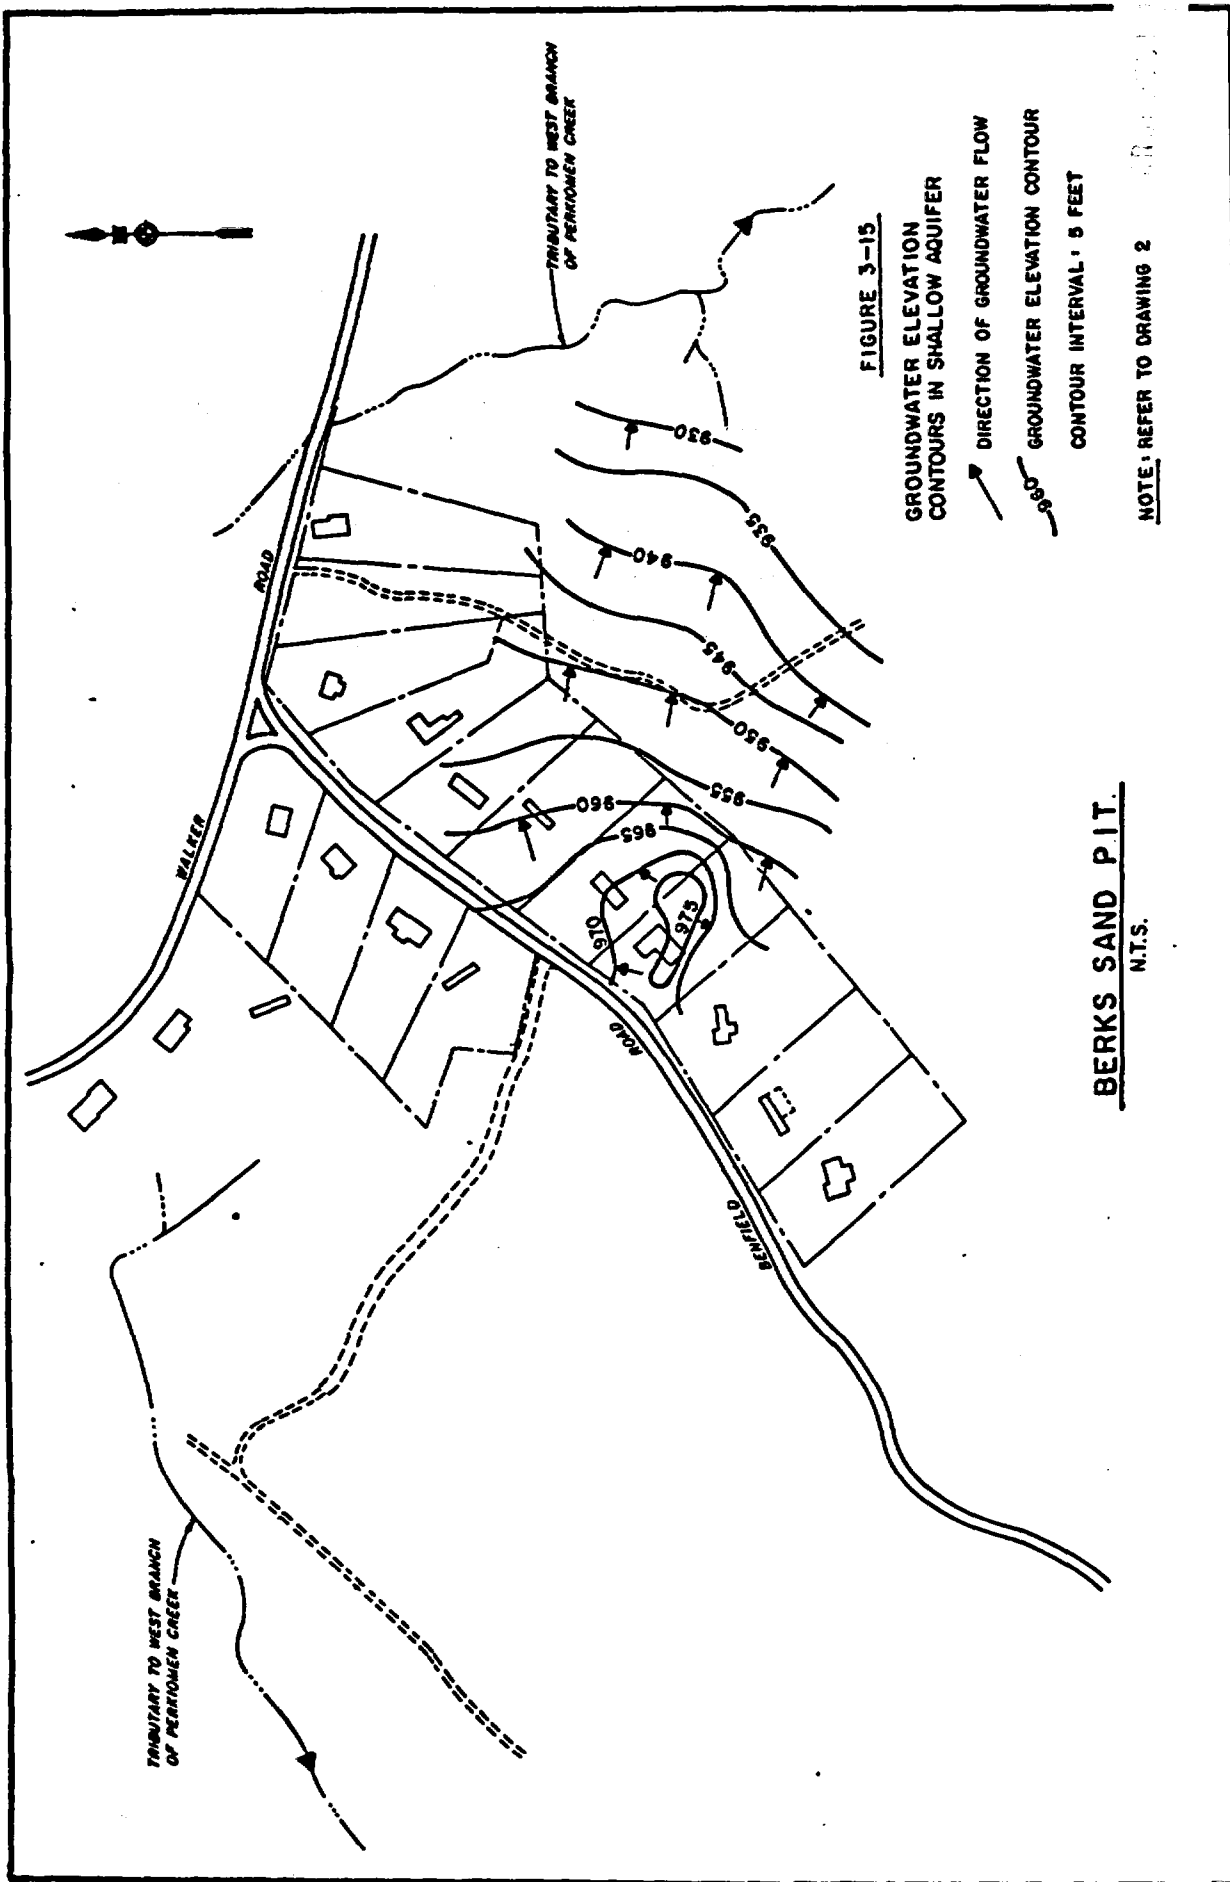 TRIBUTARY TO WEST BRANCH
OF PERKIOMEN CREEK
TRIBUTARY TO WEST BRANCH
OF PERKIOMEN CREEK
WALKER
ROAD
BENFIELD
ROAD
970
975
965
960
955
950
945
940
935
930
FIGURE 3-15
GROUNDWATER ELEVATION
CONTOURS IN SHALLOW AQUIFER
DIRECTION OF GROUNDWATER FLOW
GROUNDWATER ELEVATION CONTOUR
CONTOUR INTERVAL: 5 FEET
NOTE: REFER TO DRAWING 2
BERKS SAND PIT.
N.T.S.